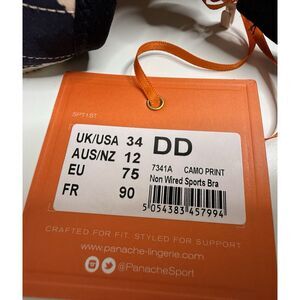 UK/USA 34 DD
AUS/NZ 12
EU 75
FR 90
7341A CAMO PRINT
Non Wired Sports Bra
5 054383 457994
CRAFTED FOR FIT. STYLED FOR SUPPORT
www.panache-lingerie.com
@PanacheSport